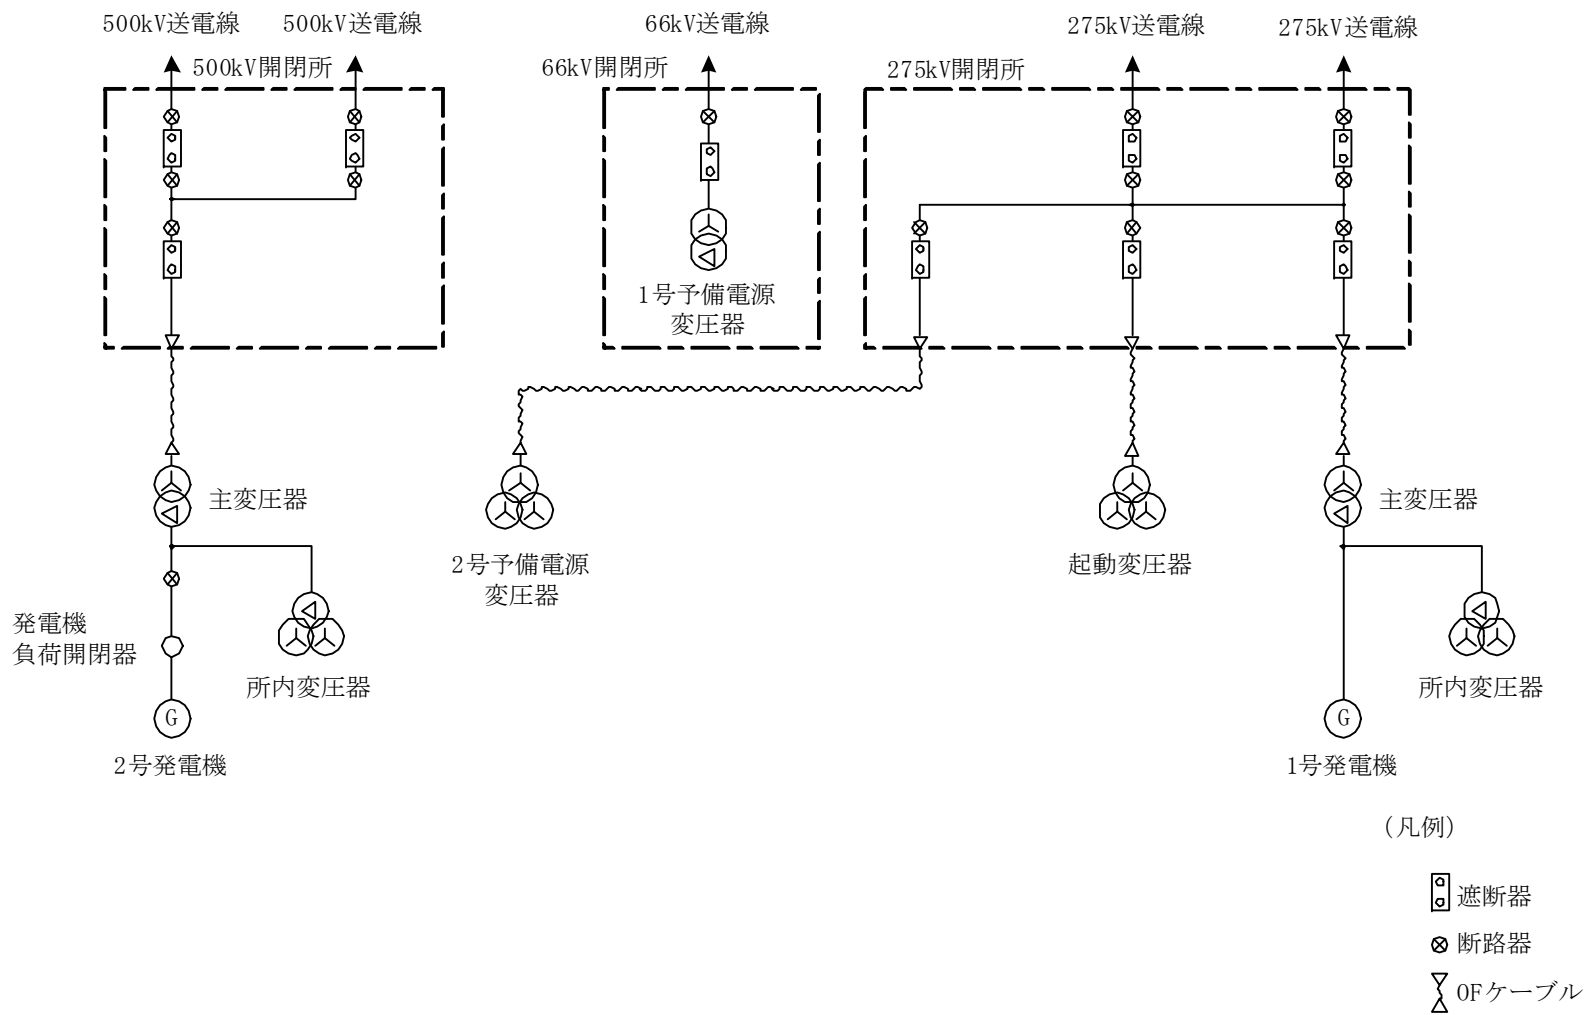 500kV送電線
500kV送電線
66kV送電線
275kV送電線
275kV送電線
500kV開閉所
66kV開閉所
275kV開閉所
1号予備電源
変圧器
主変圧器
主変圧器
2号予備電源
変圧器
起動変圧器
発電機
負荷開閉器
所内変圧器
所内変圧器
G
G
2号発電機
1号発電機
(凡例)
遮断器
断路器
OFケーブル